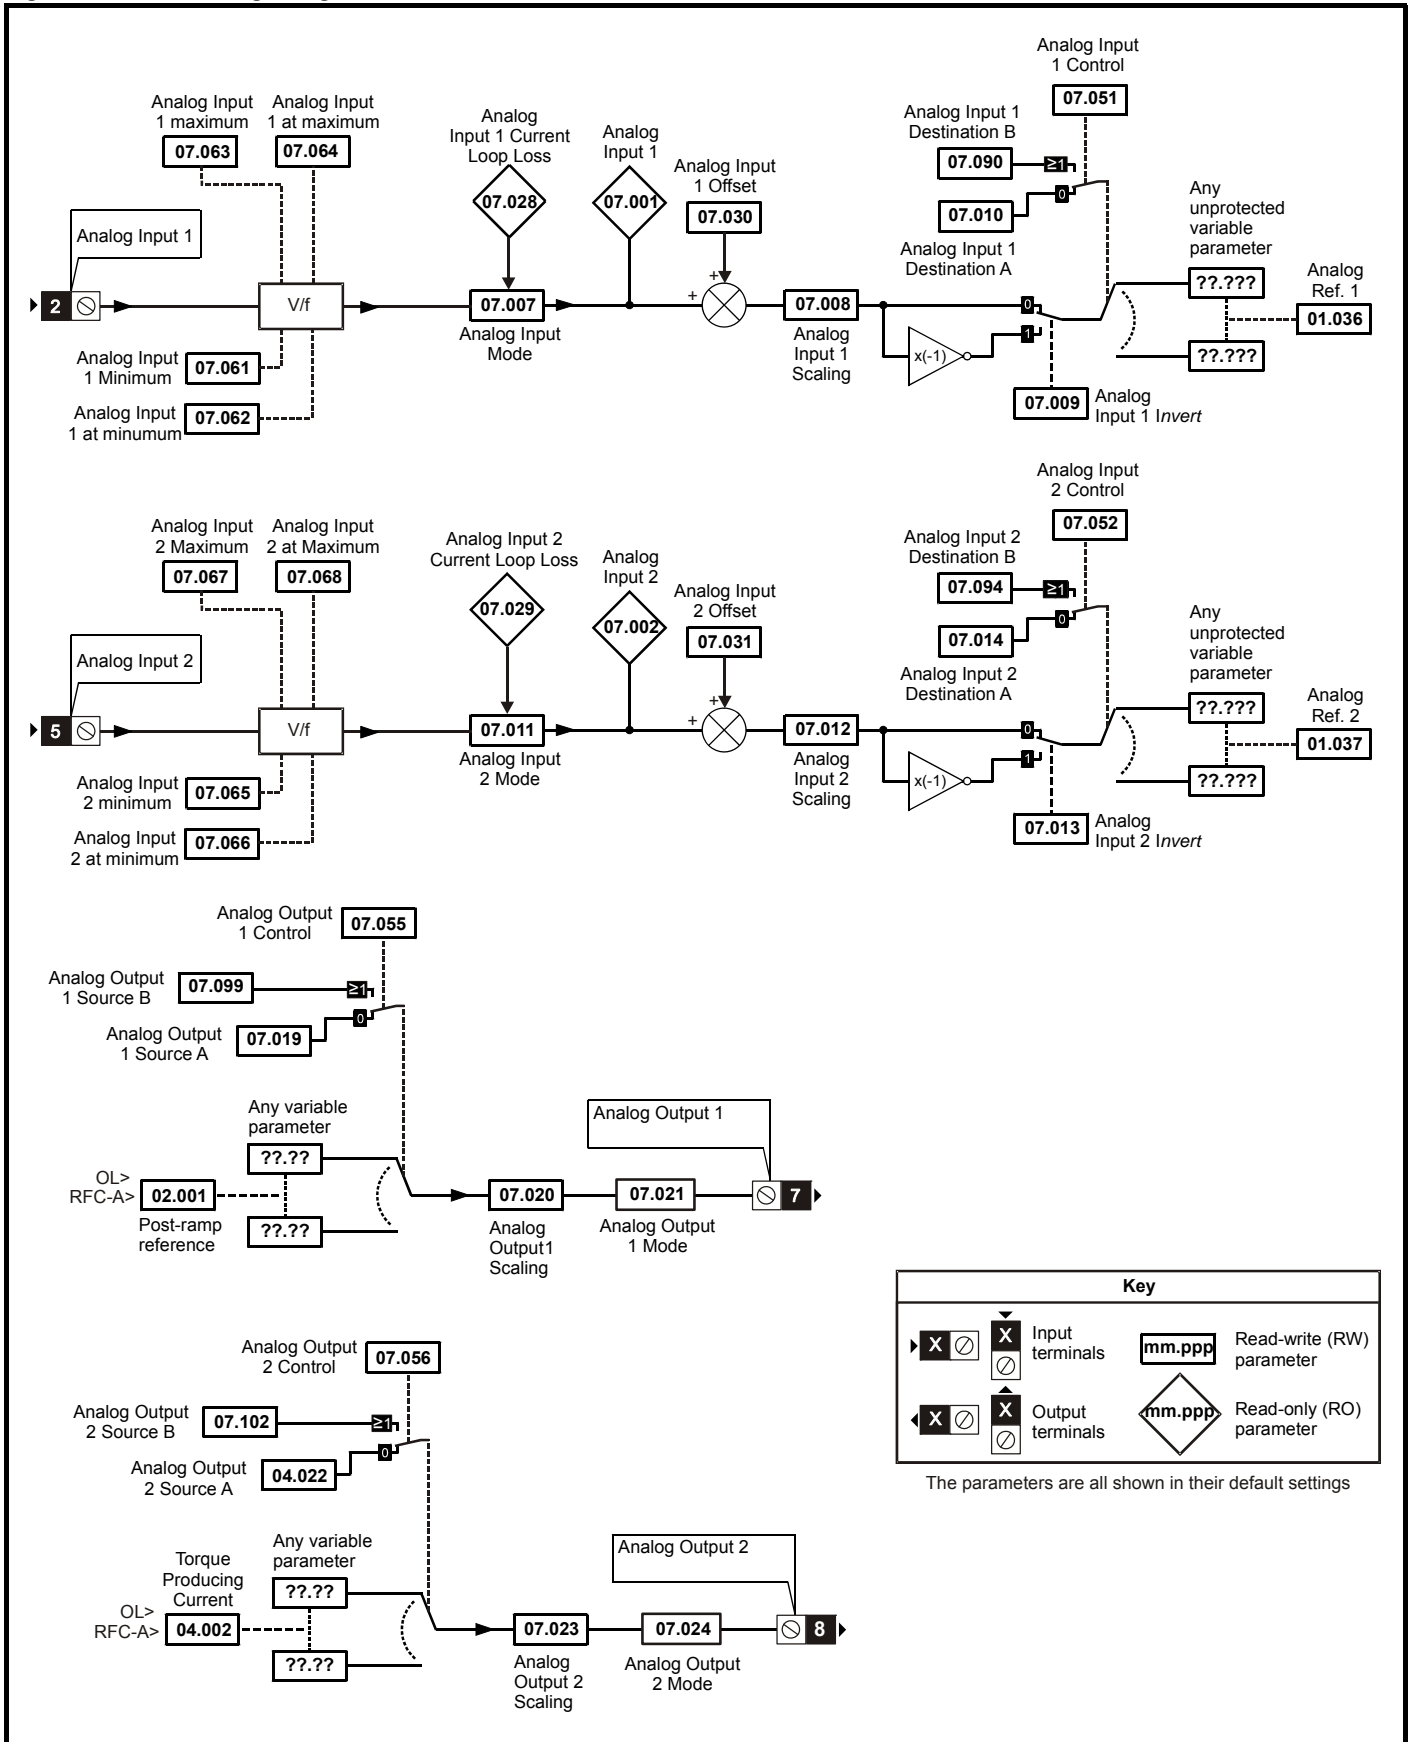 Analog Input
1 Control
07.051
Analog Input
1 maximum
07.063
Analog Input
1 at maximum
07.064
Analog
Input 1 Current
Loop Loss
07.028
Analog
Input 1
07.001
Analog Input
1 Offset
07.030
Analog Input 1
Destination B
07.090
≥1
0
07.010
Analog Input 1
Destination A
Any
unprotected
variable
parameter
??.???
??.???
Analog
Ref. 1
01.036
Analog Input 1
2
V/f
07.007
Analog Input
Mode
+
+
07.008
Analog
Input 1
Scaling
x(-1)
0
1
07.009
Analog
Input 1 Invert
Analog Input
1 Minimum
07.061
Analog Input
1 at minumum
07.062
Analog Input
2 Control
07.052
Analog Input
2 Maximum
07.067
Analog Input
2 at Maximum
07.068
Analog Input 2
Current Loop Loss
07.029
Analog
Input 2
07.002
Analog Input
2 Offset
07.031
Analog Input 2
Destination B
07.094
≥1
0
07.014
Analog Input 2
Destination A
Any
unprotected
variable
parameter
??.???
??.???
Analog
Ref. 2
01.037
Analog Input 2
5
V/f
07.011
Analog Input
2 Mode
+
+
07.012
Analog
Input 2
Scaling
x(-1)
0
1
07.013
Analog
Input 2 Invert
Analog Input
2 minimum
07.065
Analog Input
2 at minimum
07.066
Analog Output
1 Control
07.055
Analog Output
1 Source B
07.099
≥1
0
Analog Output
1 Source A
07.019
Any variable
parameter
??.??
??.??
OL>
RFC-A>
02.001
Post-ramp
reference
07.020
Analog
Output1
Scaling
07.021
Analog Output
1 Mode
Analog Output 1
7
Analog Output
2 Control
07.056
Analog Output
2 Source B
07.102
≥1
0
Analog Output
2 Source A
04.022
Any variable
parameter
??.??
??.??
Torque
Producing
Current
OL>
RFC-A>
04.002
07.023
Analog
Output 2
Scaling
07.024
Analog Output
2 Mode
Analog Output 2
8
Key
X
X
Input
terminals
mm.ppp
Read-write (RW)
parameter
X
X
Output
terminals
mm.ppp
Read-only (RO)
parameter
The parameters are all shown in their default settings